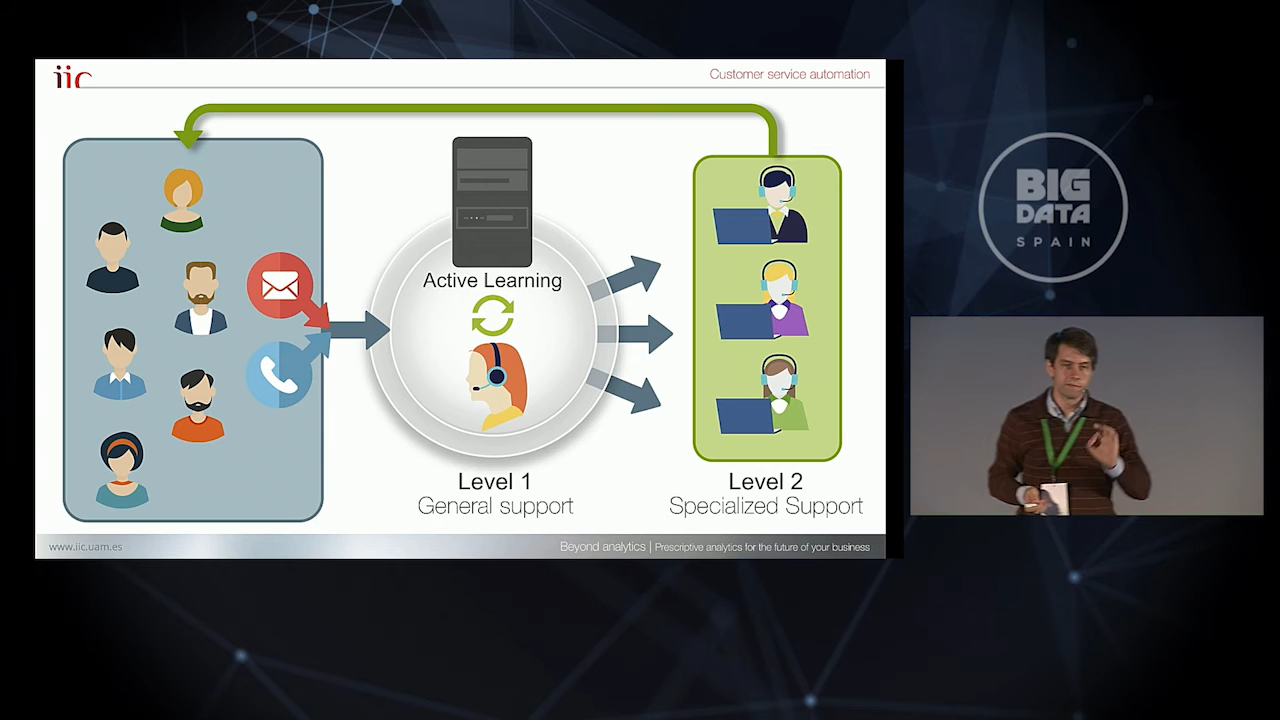 iic
Customer service automation
Active Learning
Level 1
General support
Level 2
Specialized Support
www.iic.uam.es
Beyond analytics | Prescriptive analytics for the future of your business
BIG
DATA
SPAIN